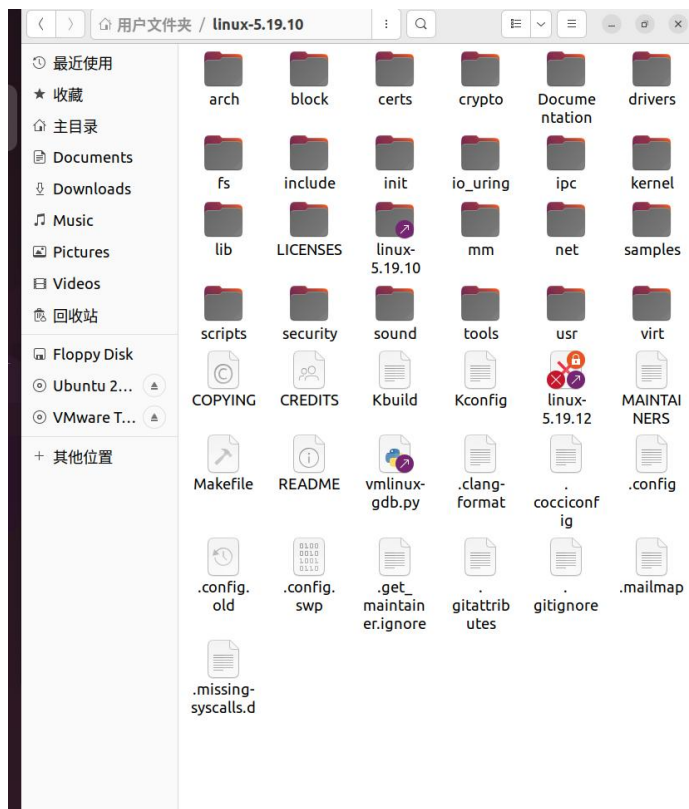 用户文件夹 / linux-5.19.10
最近使用
收藏
主目录
Documents
Downloads
Music
Pictures
Videos
回收站
Floppy Disk
Ubuntu 2...
VMware T...
其他位置
arch block certs crypto Docume drivers
ntation
fs include init io_uring ipc kernel
lib LICENSES linux- mm net samples
5.19.10
scripts security sound tools usr virt
COPYING CREDITS Kbuild Kconfig linux- MAINTAI
5.19.12 NERS
Makefile README vmlinux- .clang- . .config
gdb.py format cocciconf
ig
0100
0010
1001
0110
.config. .config. .get_ . . .mailmap
old swp maintain gitattrib gitignore
er.ignore utes
.missing-
syscalls.d